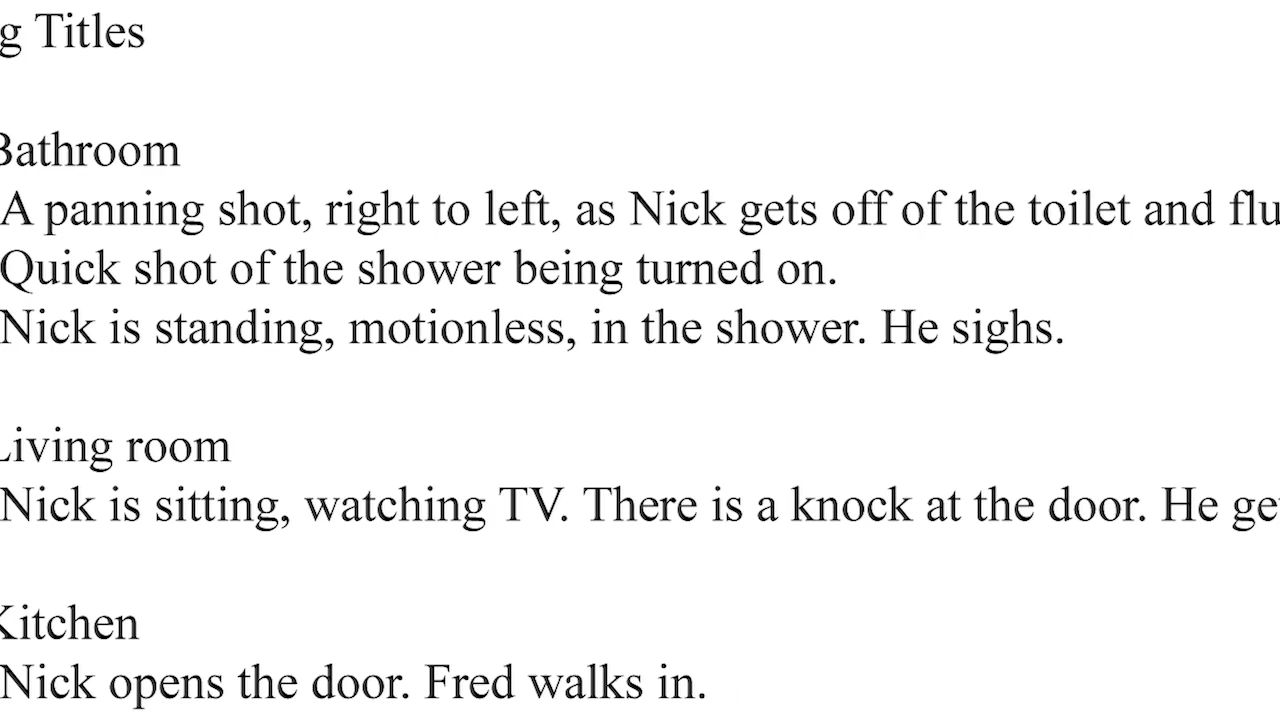 g Titles
Bathroom
A panning shot, right to left, as Nick gets off of the toilet and flu
Quick shot of the shower being turned on.
Nick is standing, motionless, in the shower. He sighs.
Living room
Nick is sitting, watching TV. There is a knock at the door. He ge
Kitchen
Nick opens the door. Fred walks in.